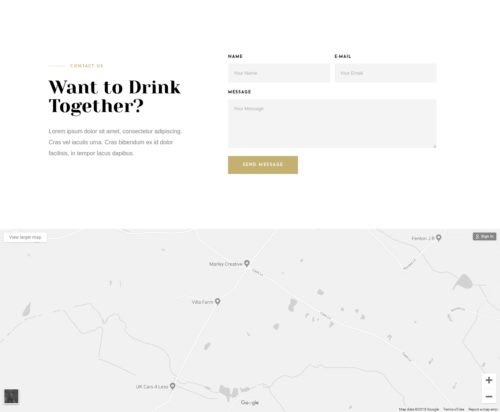 CONTACT US
Want to Drink
Together?
Lorem ipsum dolor sit amet, consectetur adipiscing.
Cras vel iaculis urna. Cras bibendum ex id dolor
facilisis, in tempor lacus dapibus.
NAME
E-MAIL
Your Name
Your Email
MESSAGE
Your Message
SEND MESSAGE
View larger map
Fenton J R
Sign in
Morley Creative
Villa Farm
UK Cars 4 Less
Google
Map data ©2018 Google
Terms of Use
Report a map error